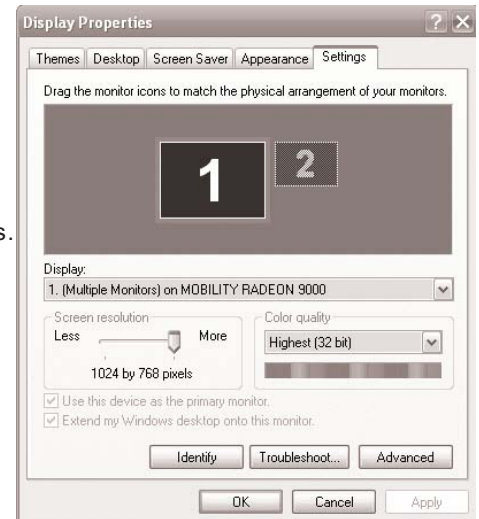 Display Properties
Themes Desktop Screen Saver Appearance Settings
Drag the monitor icons to match the physical arrangement of your monitors.
1
2
s.
Display:
1. (Multiple Monitors) on MOBILITY RADEON 9000
Screen resolution
Less More
1024 by 768 pixels
Color quality
Highest (32 bit)
Use this device as the primary monitor.
Extend my Windows desktop onto this monitor.
Identify Troubleshoot... Advanced
OK Cancel Apply